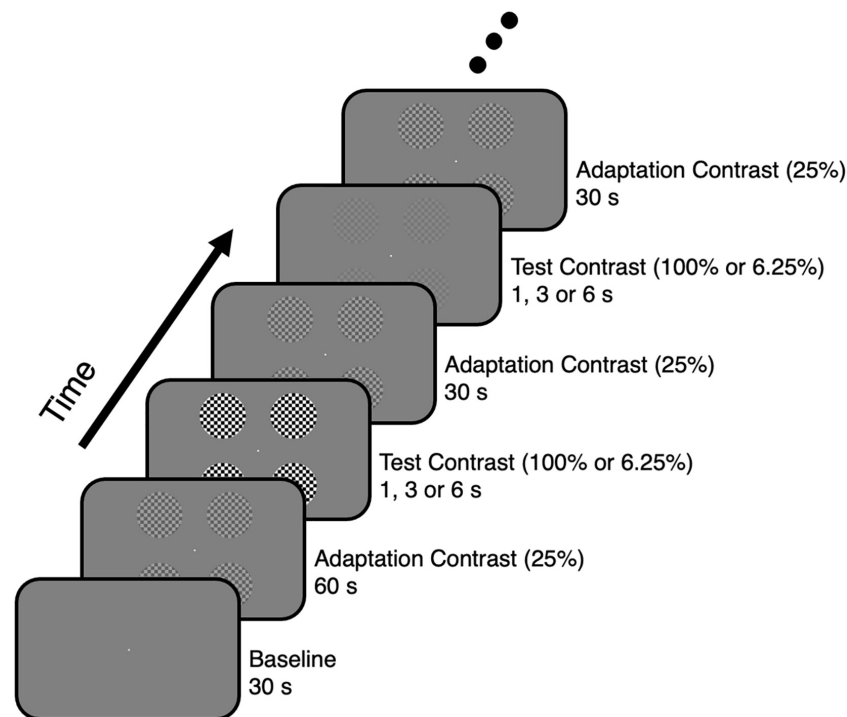 Adaptation Contrast (25%)
30 s
Test Contrast (100% or 6.25%)
1, 3 or 6 s
Adaptation Contrast (25%)
30 s
Time
Test Contrast (100% or 6.25%)
1, 3 or 6 s
Adaptation Contrast (25%)
60 s
Baseline
30 s